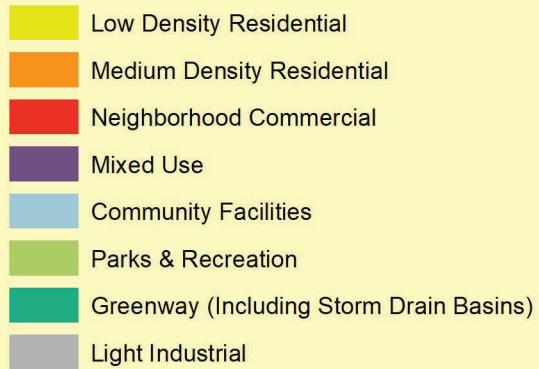 Low Density Residential
Medium Density Residential
Neighborhood Commercial
Mixed Use
Community Facilities
Parks & Recreation
Greenway (Including Storm Drain Basins)
Light Industrial